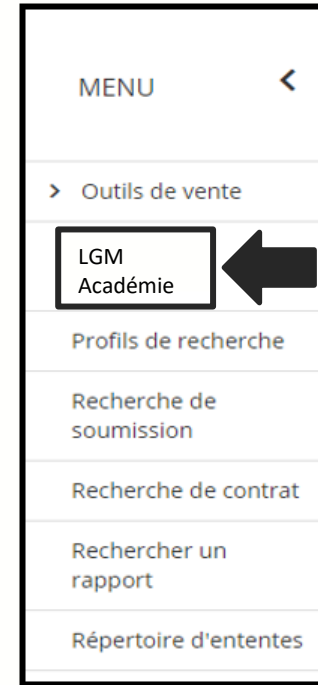 MENU
Outils de vente
LGM
Académie
Profils de recherche
Recherche de
soumission
Recherche de contrat
Rechercher un
rapport
Répertoire d'ententes